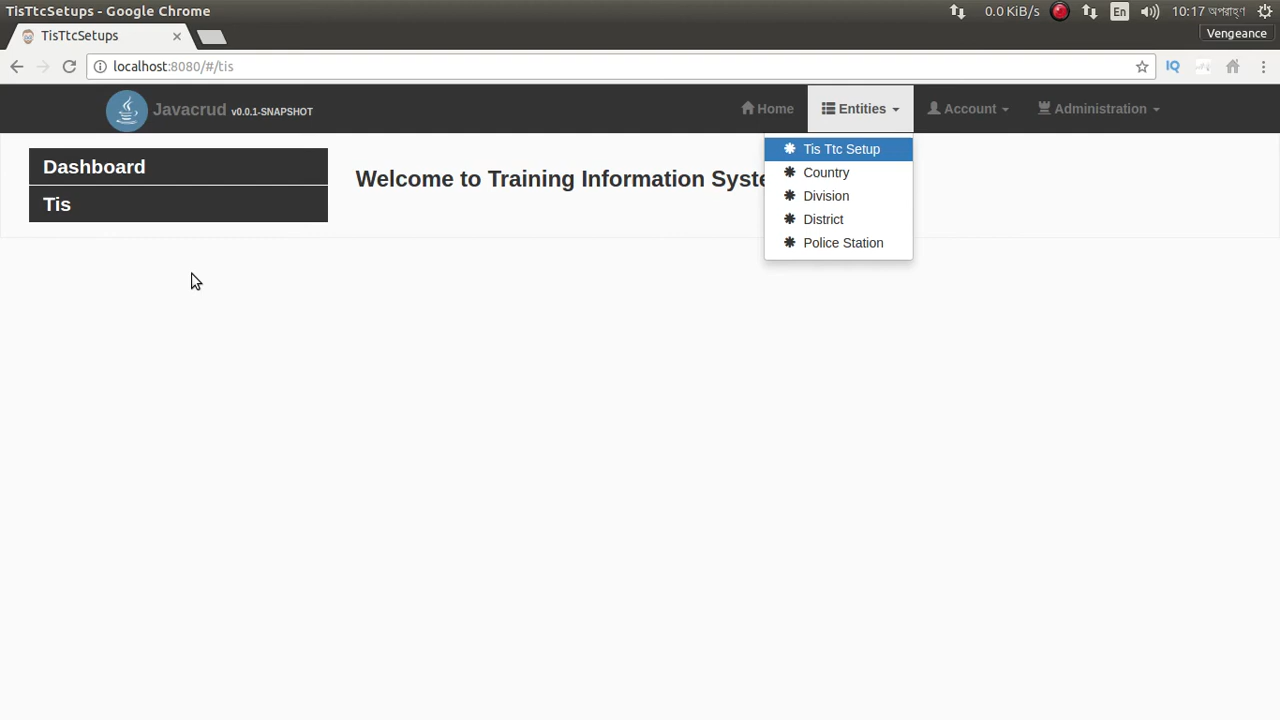 TisTtcSetups - Google Chrome
0.0 KiB/s
En
10:17 অপরাহ্ণ
TisTtcSetups
Vengeance
localhost:8080/#/tis
IQ
Javacrud v0.0.1-SNAPSHOT
Home
Entities
Account
Administration
Dashboard
Tis
Welcome to Training Information Syste
Tis Ttc Setup
Country
Division
District
Police Station